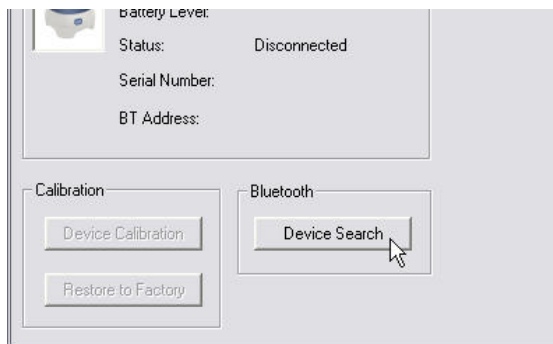 Battery Level:
Status: Disconnected
Serial Number:
BT Address:
Calibration
Device Calibration
Restore to Factory
Bluetooth
Device Search